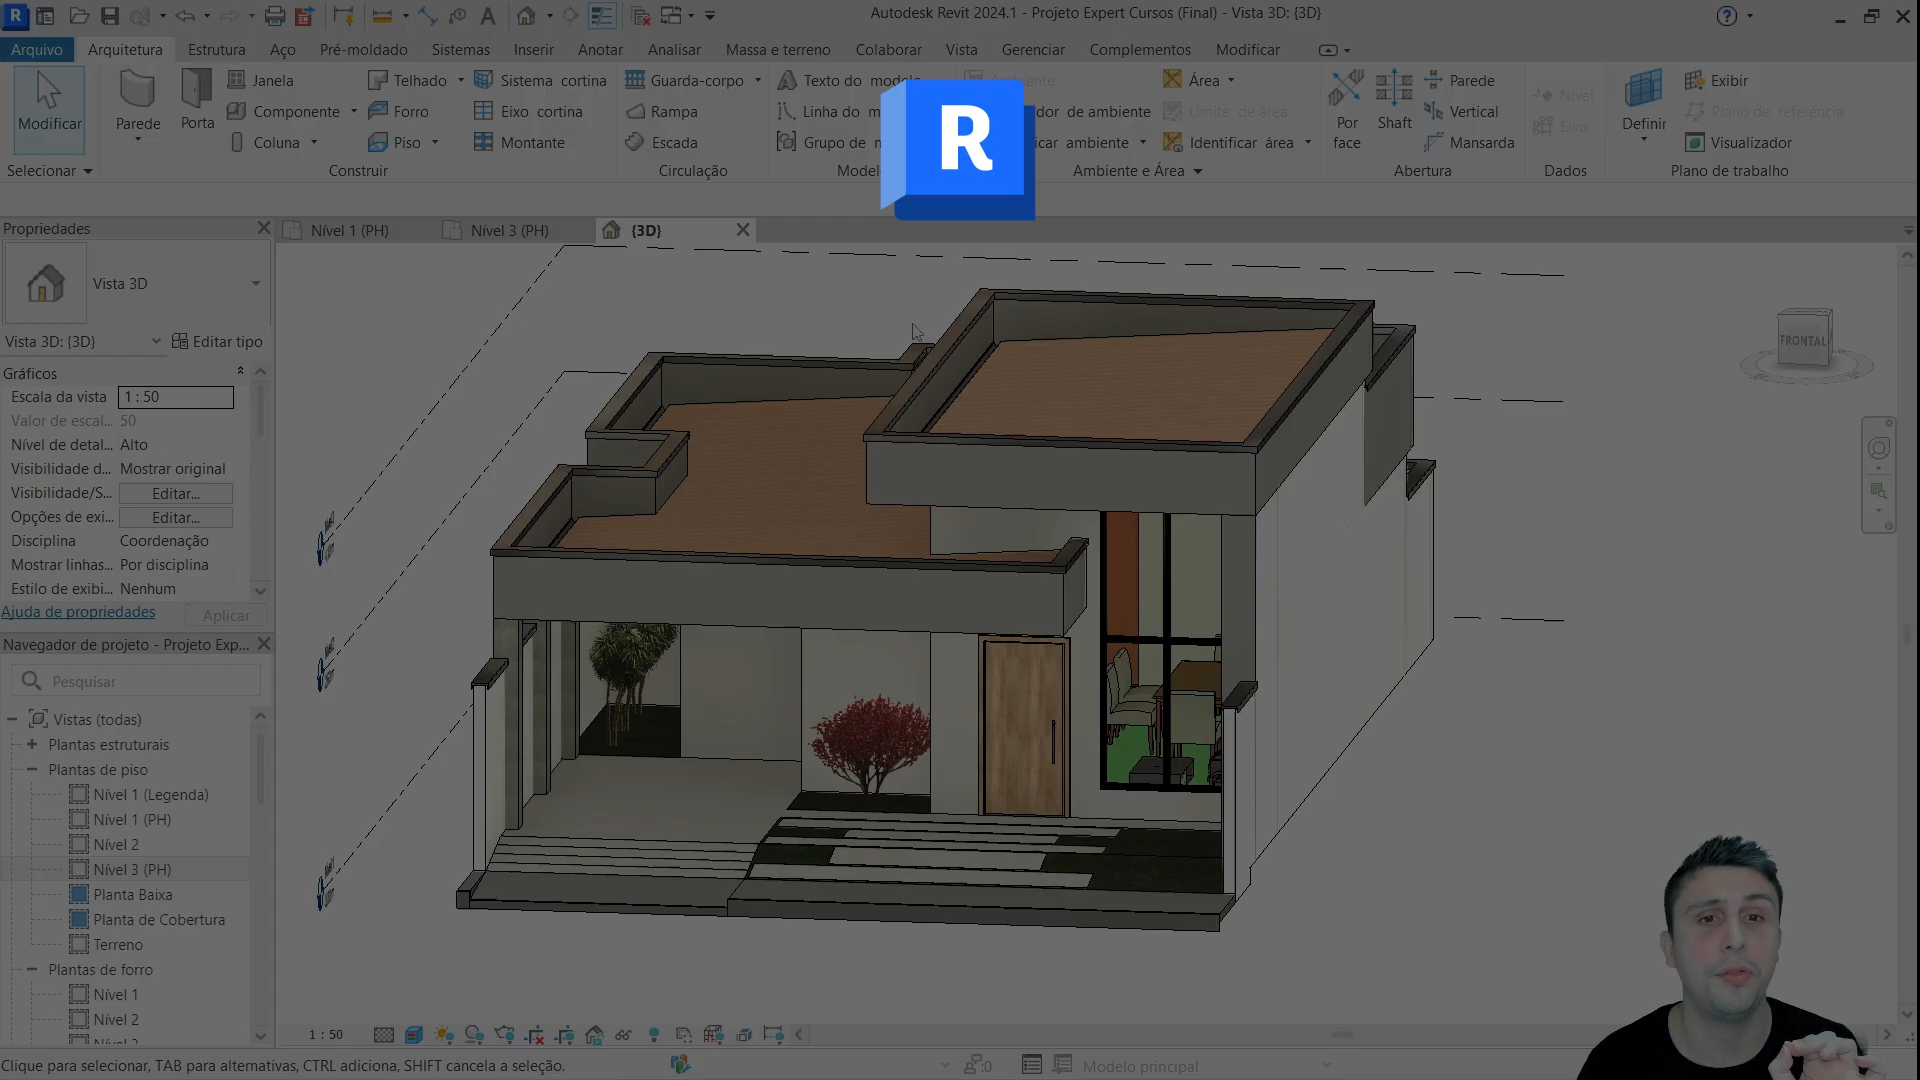 Autodesk Revit 2024.1 - Projeto Expert Cursos (Final) - Vista 3D: {3D}
Arquivo Arquitetura Estrutura Aço Pré-moldado Sistemas Inserir Anotar Analisar Massa e terreno Colaborar Vista Gerenciar Complementos Modificar
Janela Telhado Sistema cortina Guarda-corpo Texto do modelo Ambiente Área Parede Nível Exibir
Modificar Parede Porta Componente Forro Eixo cortina Rampa Linha do m dor de ambiente Limite de área Por face Shaft Vertical Eixo Definir Plano de referência
Coluna Piso Montante Escada Grupo de m car ambiente Identificar área Mansarda Visualizador
Selecionar Construir Circulação Model Ambiente e Área Abertura Dados Plano de trabalho
R
Propriedades
Nível 1 (PH) Nível 3 (PH) {3D}
Vista 3D
Vista 3D: {3D} Editar tipo
Gráficos
Escala da vista 1 : 50
Valor de escal... 50
Nível de detal... Alto
Visibilidade d... Mostrar original
Visibilidade/S... Editar...
Opções de exi... Editar...
Disciplina Coordenação
Mostrar linhas... Por disciplina
Estilo de exibi... Nenhum
Ajuda de propriedades Aplicar
Navegador de projeto - Projeto Exp...
Pesquisar
Vistas (todas)
Plantas estruturais
Plantas de piso
Nível 1 (Legenda)
Nível 1 (PH)
Nível 2
Nível 3 (PH)
Planta Baixa
Planta de Cobertura
Terreno
Plantas de forro
Nível 1
Nível 2
FRONTAL
1 : 50
Clique para selecionar, TAB para alternativas, CTRL adiciona, SHIFT cancela a seleção.
:0
Modelo principal